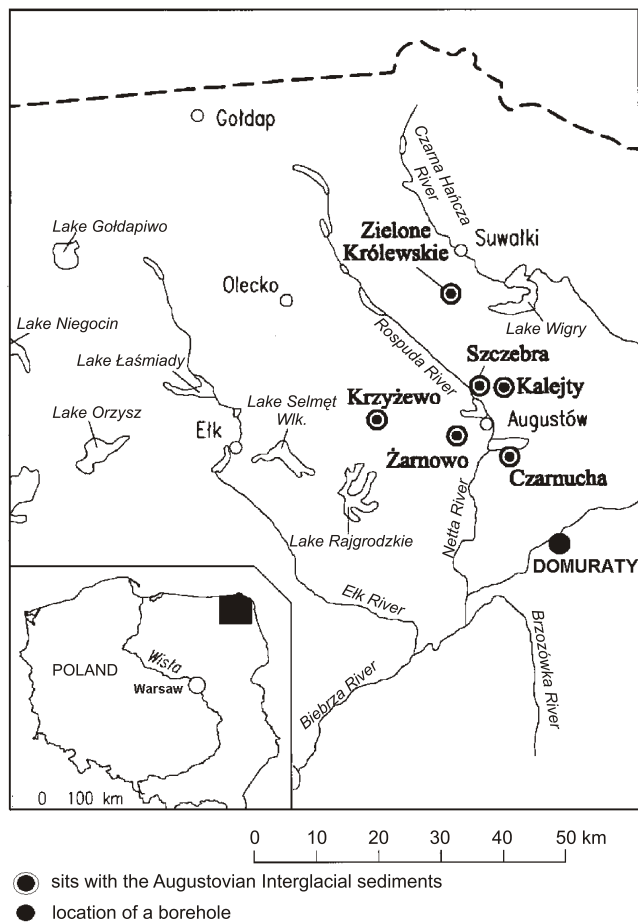 Gołdap
Czarna Hańcza
River
Lake Gołdapiwo
Zielone
Królewskie
Suwałki
Olecko
Lake Niegocin
Lake Wigry
Rospuda River
Lake Łaśmiady
Szczebra
Kalejty
Krzyżewo
Lake Selmęt
Wlk.
Lake Orzysz
Ełk
Augustów
Żarnowo
Czarnucha
Netta River
Lake Rajgrodzkie
DOMURATY
Ełk River
Brzozówka River
Biebrza River
POLAND
Wisła
Warsaw
0 100 km
0 10 20 30 40 50 km
sits with the Augustovian Interglacial sediments
location of a borehole